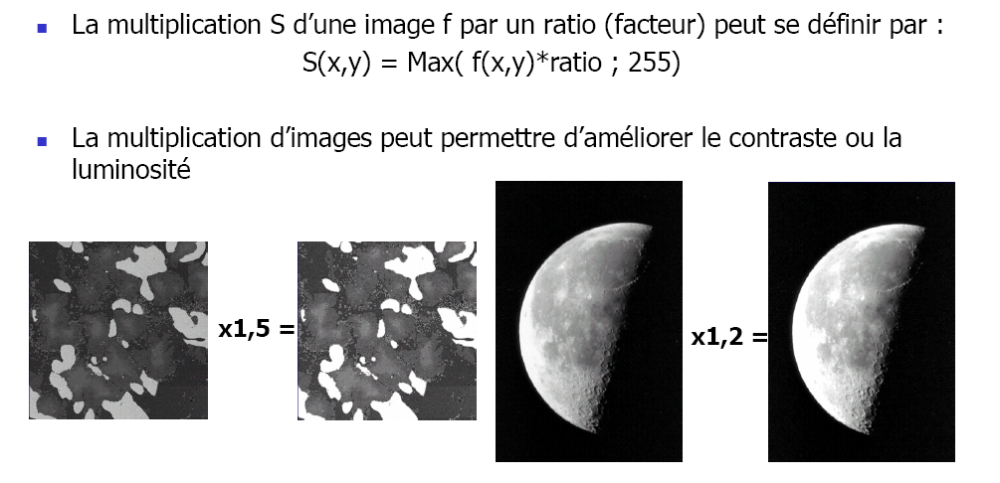 La multiplication S d’une image f par un ratio (facteur) peut se définir par :
S(x,y) = Max( f(x,y)*ratio ; 255)
La multiplication d’images peut permettre d’améliorer le contraste ou la
luminosité
x1,5 =
x1,2 =